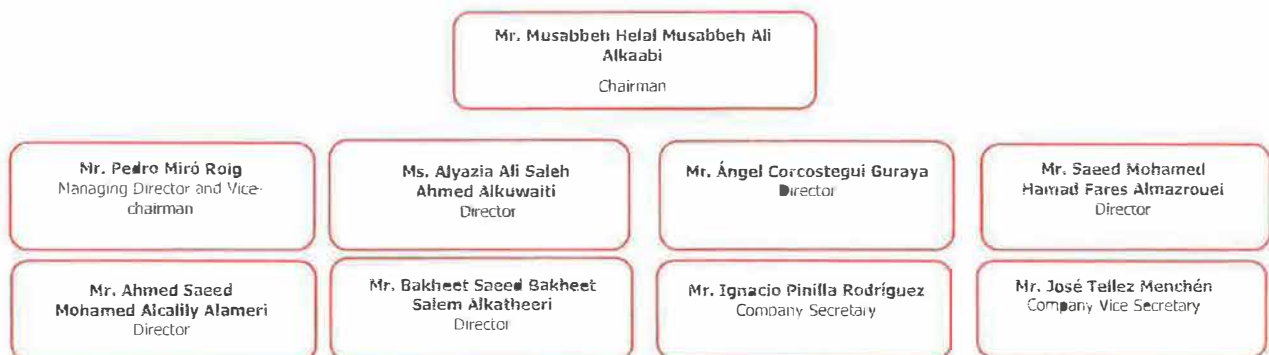 Mr. Musabbeh Helal Musabbeh Ali
Alkaabi
Chairman
Mr. Pedro Miró Roig
Managing Director and Vice-
chairman
Ms. Alyazia Ali Saleh
Ahmed Alkuwaiti
Director
Mr. Ángel Corcostegui Guraya
Director
Mr. Saeed Mohamed
Hamad Fares Almazrouei
Director
Mr. Ahmed Saeed
Mohamed Alcalily Alameri
Director
Mr. Bakheet Saeed Bakheet
Salem Alkatheeri
Director
Mr. Ignacio Pinilla Rodríguez
Company Secretary
Mr. José Tellez Menchén
Company Vice Secretary